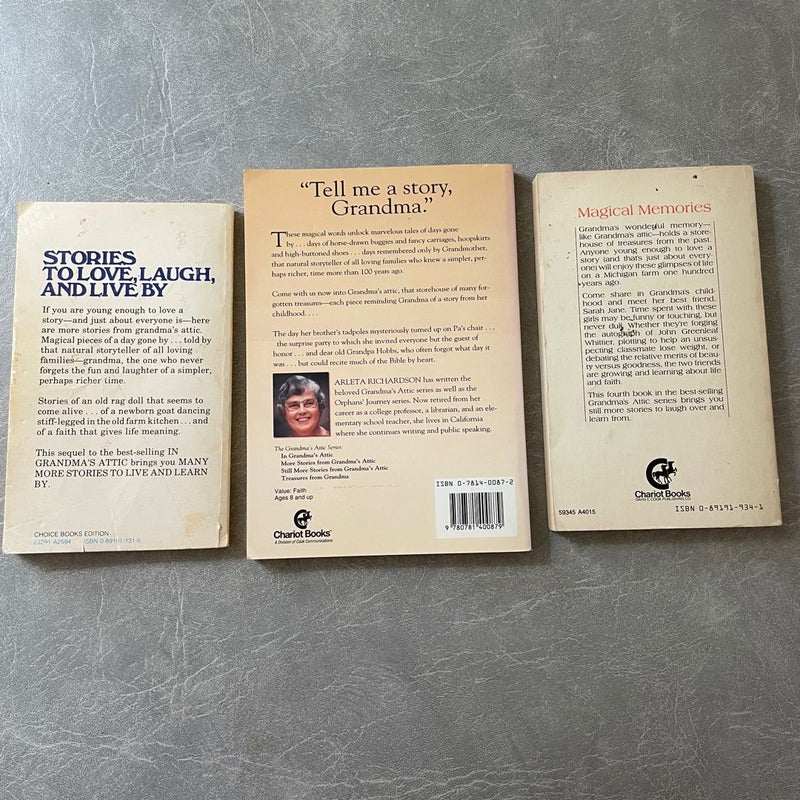 STORIES
TO LOVE, LAUGH,
AND LIVE BY
If you are young enough to love a
story—and just about everyone is—here
are more stories from grandma's attic.
Magical pieces of a day gone by . . . told by
that natural storyteller of all loving
families—grandma, the one who never
forgets the fun and laughter of a simpler,
perhaps richer time.
Stories of an old rag doll that seems to
come alive . . . of a newborn goat dancing
stiff-legged in the old farm kitchen . . . and
of a faith that gives life meaning.
This sequel to the best-selling IN
GRANDMA'S ATTIC brings you MANY
MORE STORIES TO LIVE AND LEARN
BY.
CHOICE BOOKS EDITION
ISBN 0-89191-131-6
"Tell me a story,
Grandma."
These magical words unlock marvelous tales of days gone
by . . . days of horse-drawn buggies and fancy carriages, hoopskirts
and high-buttoned shoes . . . days remembered only by Grandmother,
that natural storyteller of all loving families who knew a simpler, per-
haps richer, time more than 100 years ago.
Come with us now into Grandma's attic, that storehouse of many for-
gotten treasures—each piece reminding Grandma of a story from her
childhood. . . .
The day her brother's tadpoles mysteriously turned up on Pa's chair . . .
the surprise party to which she invited everyone but the guest of
honor . . . and dear old Grandpa Hobbs, who often forgot what day it
was . . . but could recite much of the Bible by heart.
ARLETA RICHARDSON has written the
beloved Grandma's Attic series as well as the
Orphans' Journey series. Now retired from her
career as a college professor, a librarian, and an ele-
mentary school teacher, she lives in California
where she continues writing and public speaking.
The Grandma's Attic Series:
In Grandma's Attic
More Stories from Grandma's Attic
Still More Stories from Grandma's Attic
Treasures from Grandma
Value: Faith
Ages 8 and up
Chariot Books
A Division of Cook Communications
ISBN 0-7814-0087-2
9 780781 400879
Magical Memories
Grandma's wonderful memory—
like Grandma's attic—holds a store-
house of treasures from the past.
Anyone young enough to love a
story (and that's just about every-
one) will enjoy these glimpses of life
on a Michigan farm one hundred
years ago.
Come share in Grandma's child-
hood and meet her best friend,
Sarah Jane. Time spent with these
girls may be funny or touching, but
never dull. Whether they're forging
the autograph of John Greenleaf
Whittier, plotting to help an unsus-
pecting classmate lose weight, or
debating the relative merits of beau-
ty versus goodness, the two friends
are growing and learning about life
and faith.
This fourth book in the best-selling
Grandma's Attic series brings you
still more stories to laugh over and
learn from.
Chariot Books
DAVID C. COOK PUBLISHING CO.
59345 A4015
ISBN 0-89191-934-1